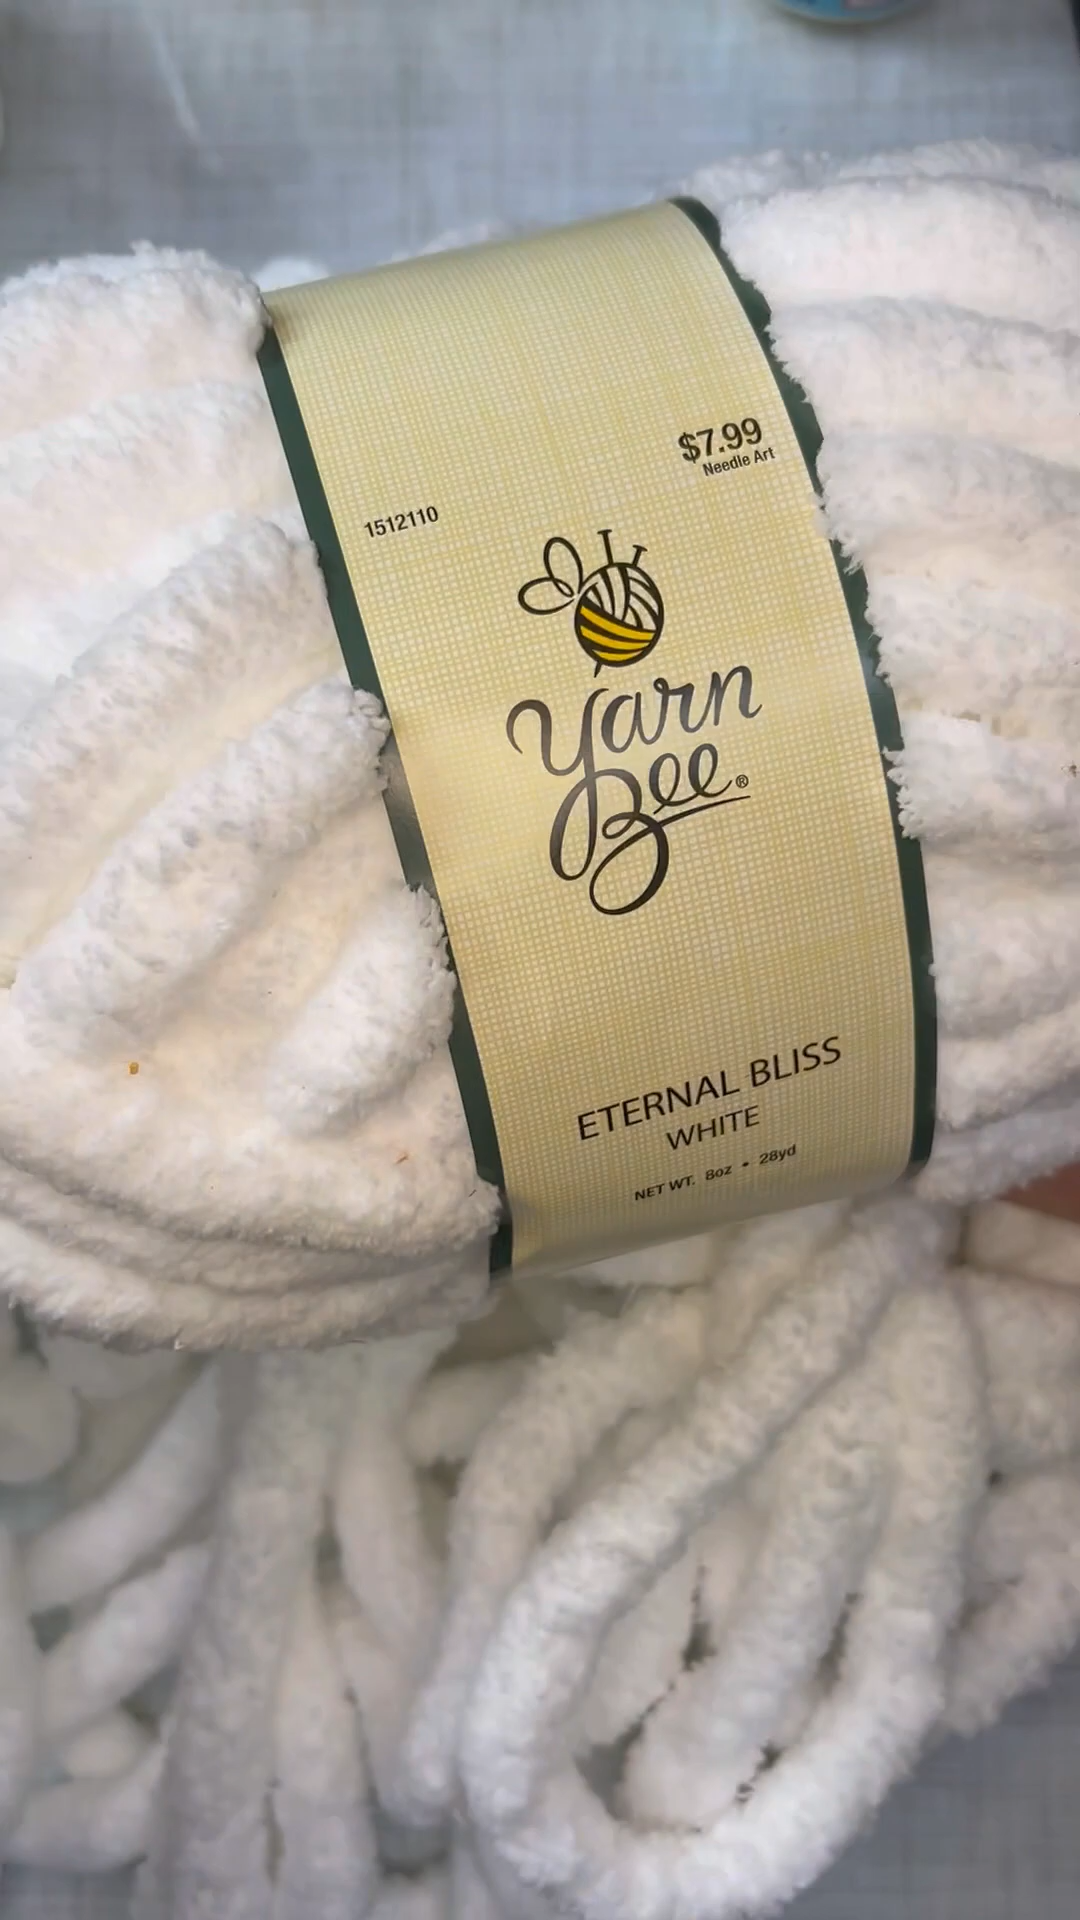 $7.99
Needle Art
1512110
Yarn
Bee®
ETERNAL BLISS
WHITE
NET WT. 8oz • 28yd